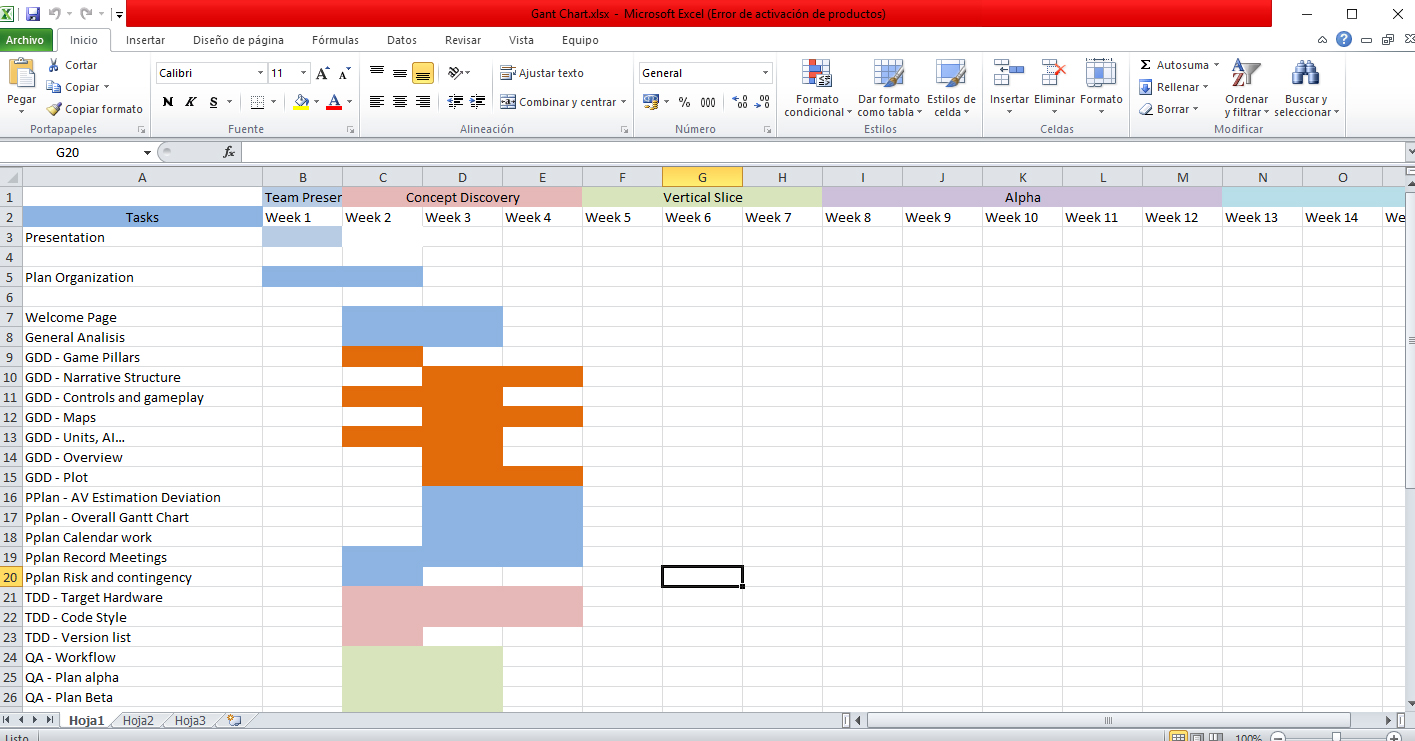 Gant Chart.xlsx - Microsoft Excel (Error de activación de productos)
Archivo Inicio Insertar Diseño de página Fórmulas Datos Revisar Vista Equipo
Pegar Cortar Copiar Copiar formato
Portapapeles
Calibri 11
N K S
Fuente
Ajustar texto
Combinar y centrar
Alineación
General
% 000
Número
Formato condicional Dar formato como tabla Estilos de celda
Estilos
Insertar Eliminar Formato
Celdas
Σ Autosuma
Rellenar
Borrar
Ordenar y filtrar Buscar y seleccionar
Modificar
G20 fx
A B C D E F G H I J K L M N O
1 Team Preser Concept Discovery Vertical Slice Alpha
2 Tasks Week 1 Week 2 Week 3 Week 4 Week 5 Week 6 Week 7 Week 8 Week 9 Week 10 Week 11 Week 12 Week 13 Week 14 We
3 Presentation
4
5 Plan Organization
6
7 Welcome Page
8 General Analisis
9 GDD - Game Pillars
10 GDD - Narrative Structure
11 GDD - Controls and gameplay
12 GDD - Maps
13 GDD - Units, AI...
14 GDD - Overview
15 GDD - Plot
16 PPlan - AV Estimation Deviation
17 Pplan - Overall Gantt Chart
18 Pplan Calendar work
19 Pplan Record Meetings
20 Pplan Risk and contingency
21 TDD - Target Hardware
22 TDD - Code Style
23 TDD - Version list
24 QA - Workflow
25 QA - Plan alpha
26 QA - Plan Beta
Hoja1 Hoja2 Hoja3
Listo 100%